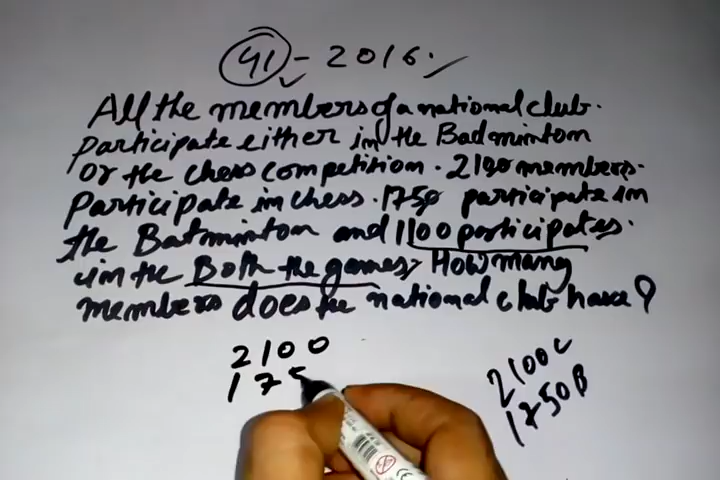 41 - 2016.
All the members of a national club.
Participate either in the Badminton
or the chess competition. 2100 members.
Participate in chess. 1750 participate in
the Batminton and 1100 participates.
in the Both the games, How many
members does the national club have?
2100
175
2100 C
1750 B